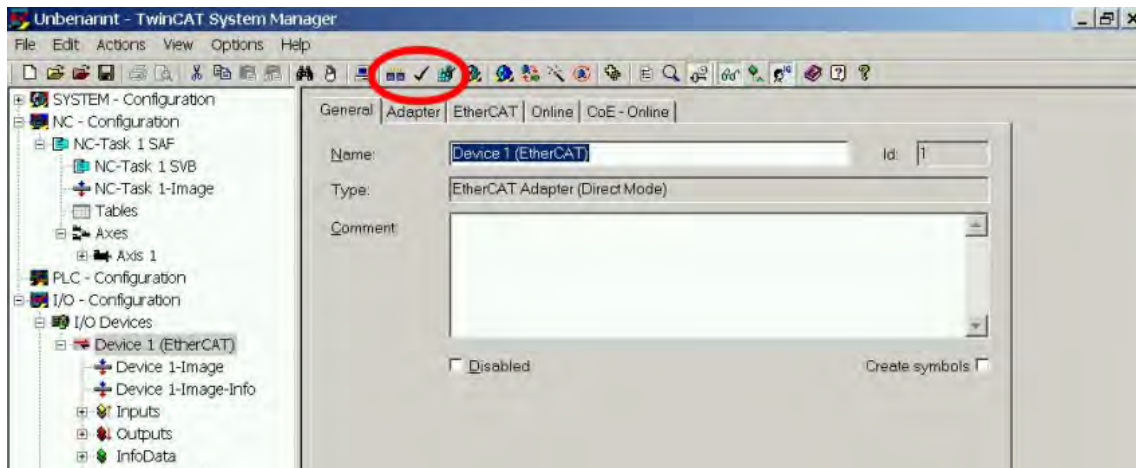 Unbenannt - TwinCAT System Manager
File Edit Actions View Options Help
SYSTEM - Configuration
NC - Configuration
NC-Task 1 SAF
NC-Task 1 SVB
NC-Task 1-Image
Tables
Axes
Axis 1
PLC - Configuration
I/O - Configuration
I/O Devices
Device 1 (EtherCAT)
Device 1-Image
Device 1-Image-Info
Inputs
Outputs
InfoData
General Adapter EtherCAT Online CoE - Online
Name: Device 1 (EtherCAT) Id: 1
Type: EtherCAT Adapter (Direct Mode)
Comment:
Disabled Create symbols